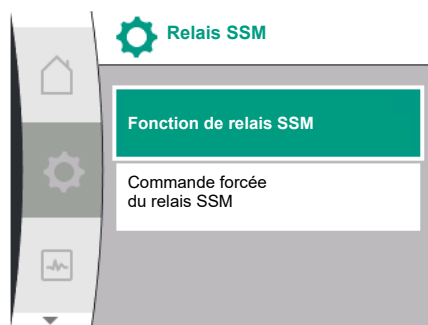 Relais SSM
Fonction de relais SSM
Commande forcée
du relais SSM